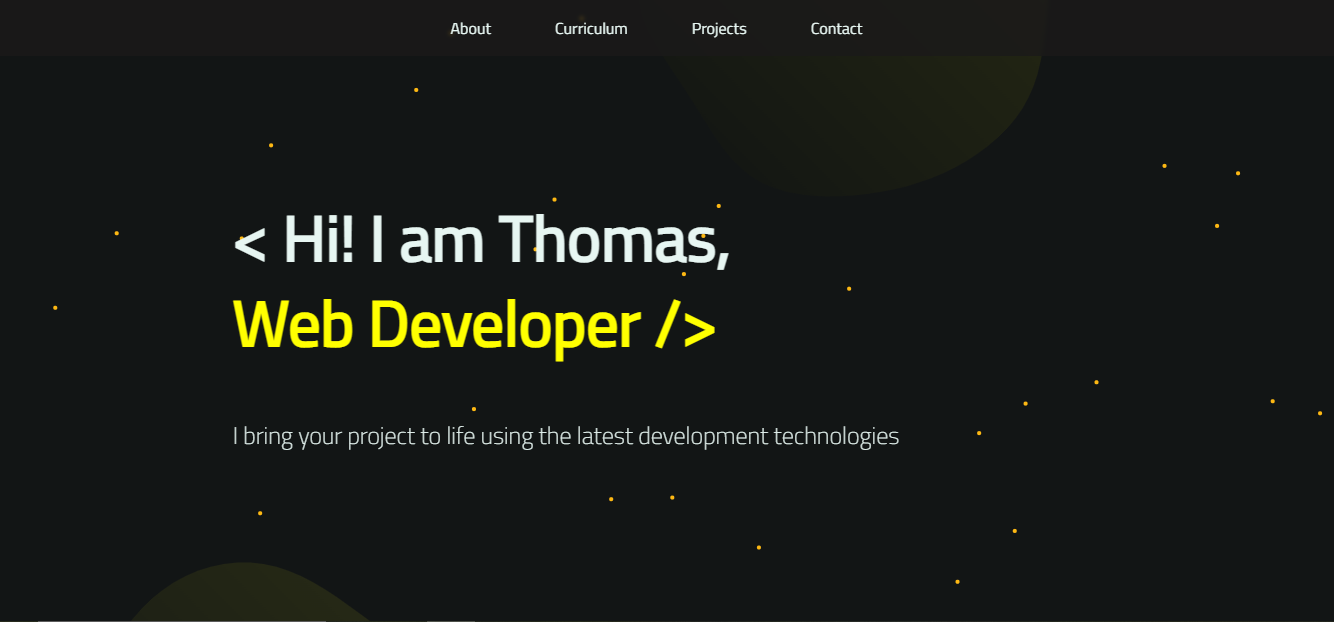 About Curriculum Projects Contact
< Hi! I am Thomas,
Web Developer />
I bring your project to life using the latest development technologies